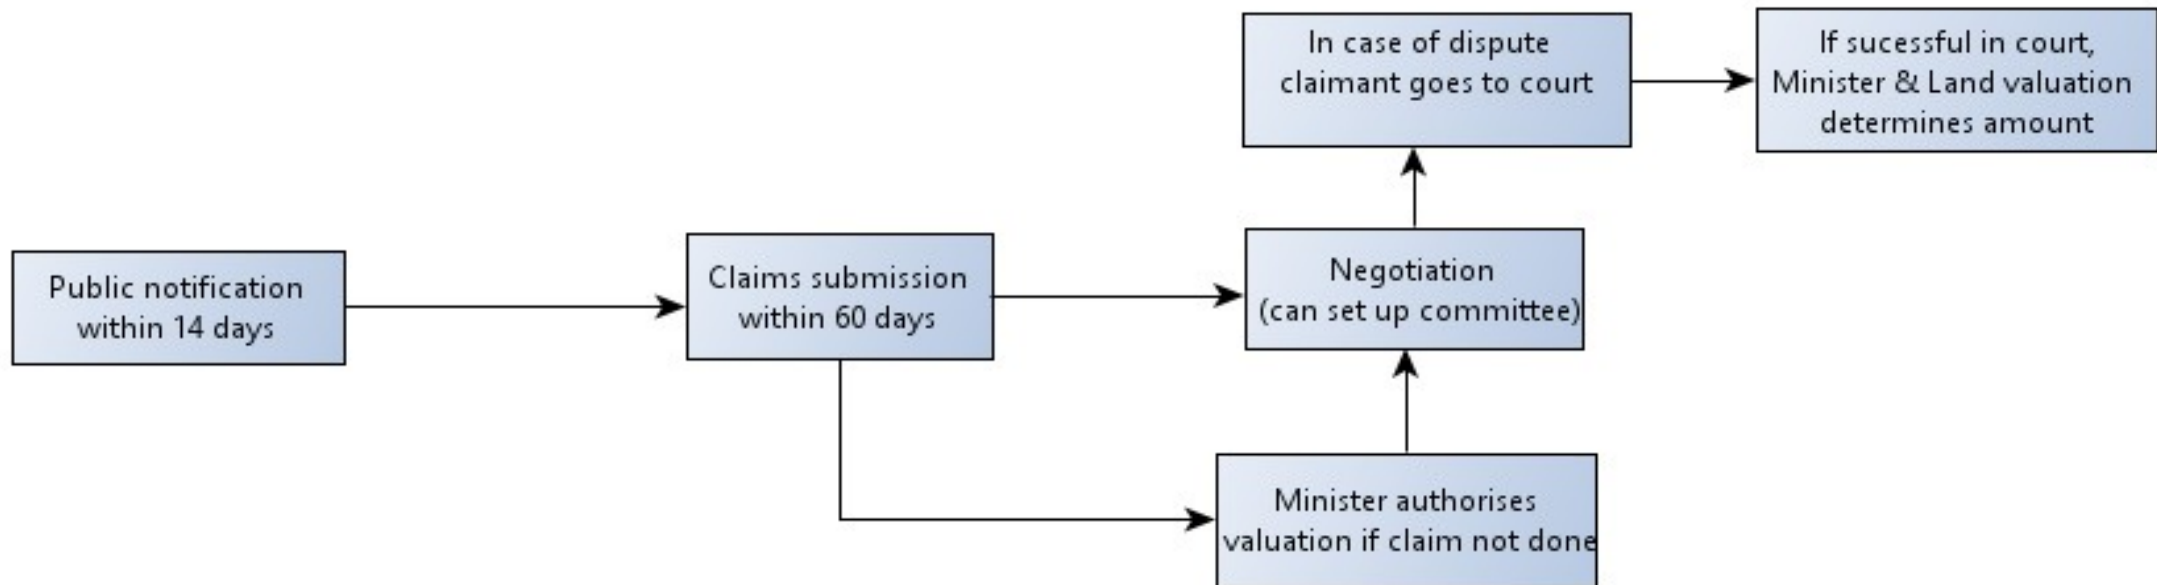 In case of dispute
claimant goes to court
If sucessful in court,
Minister & Land valuation
determines amount
Public notification
within 14 days
Claims submission
within 60 days
Negotiation
(can set up committee)
Minister authorises
valuation if claim not done